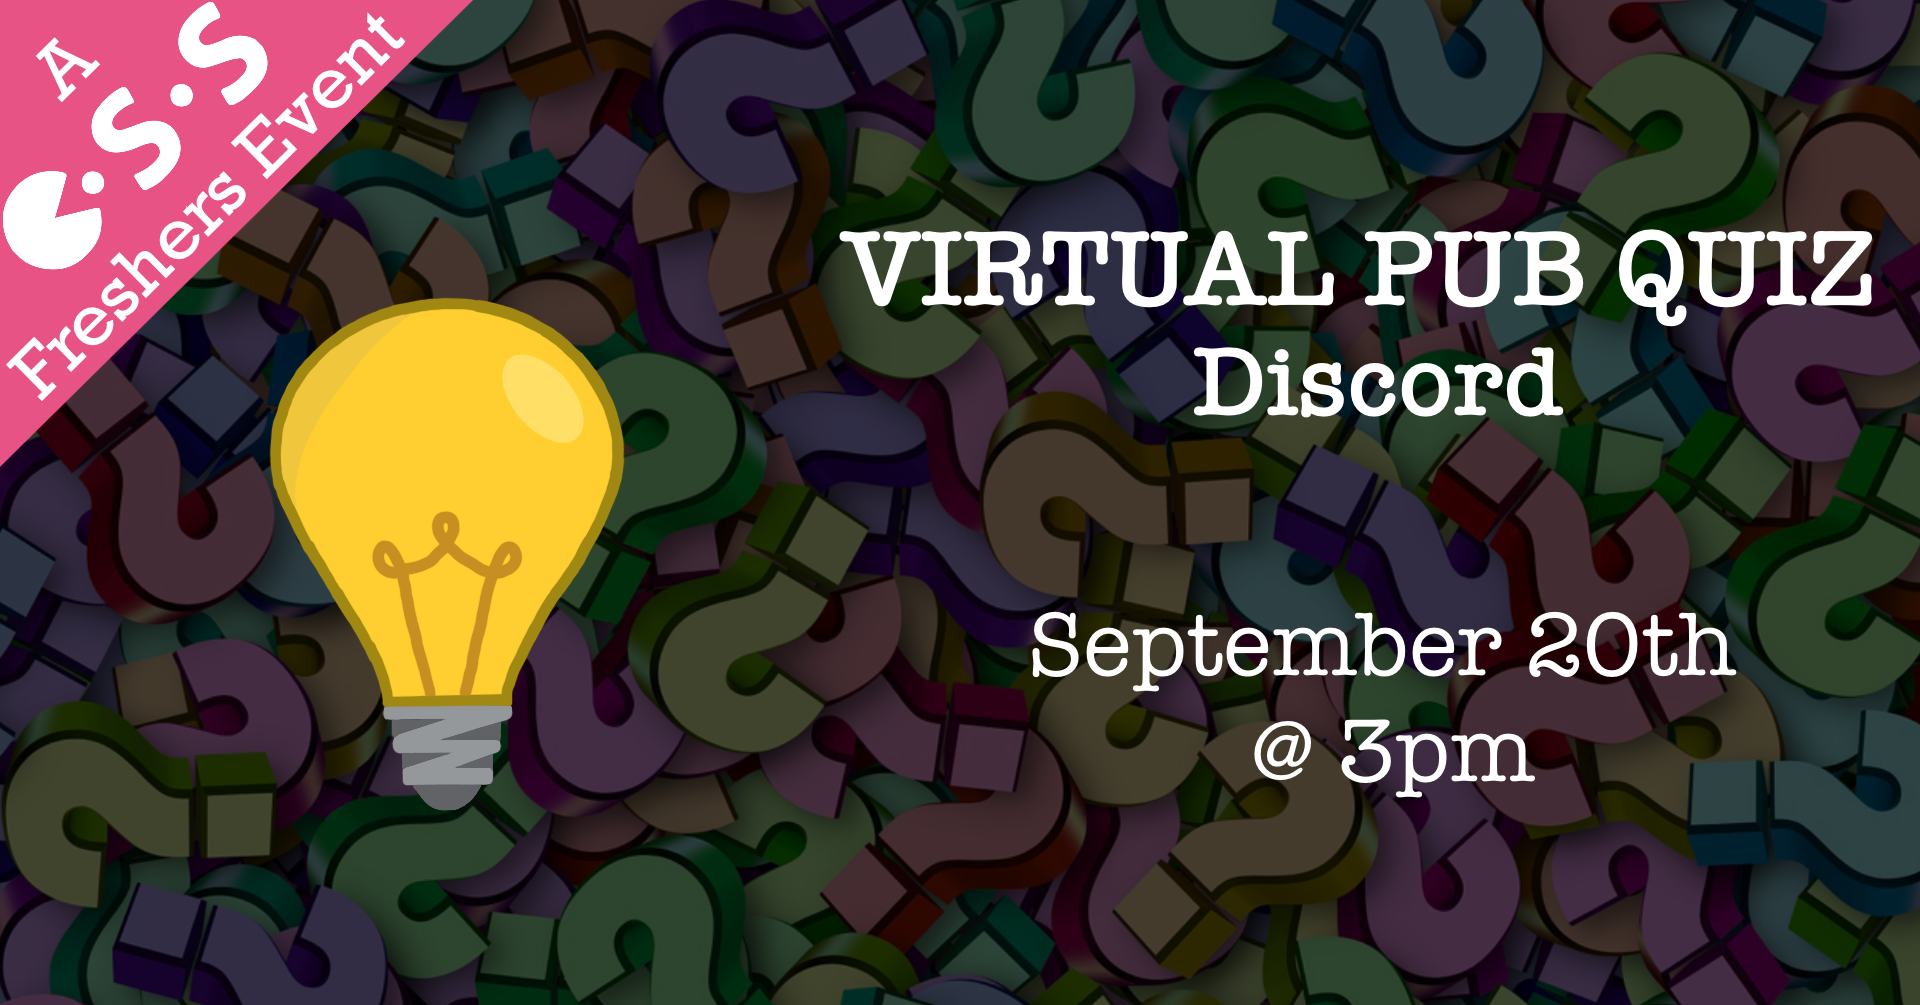 A
C.S.S
Freshers Event
VIRTUAL PUB QUIZ
Discord
September 20th
@ 3pm